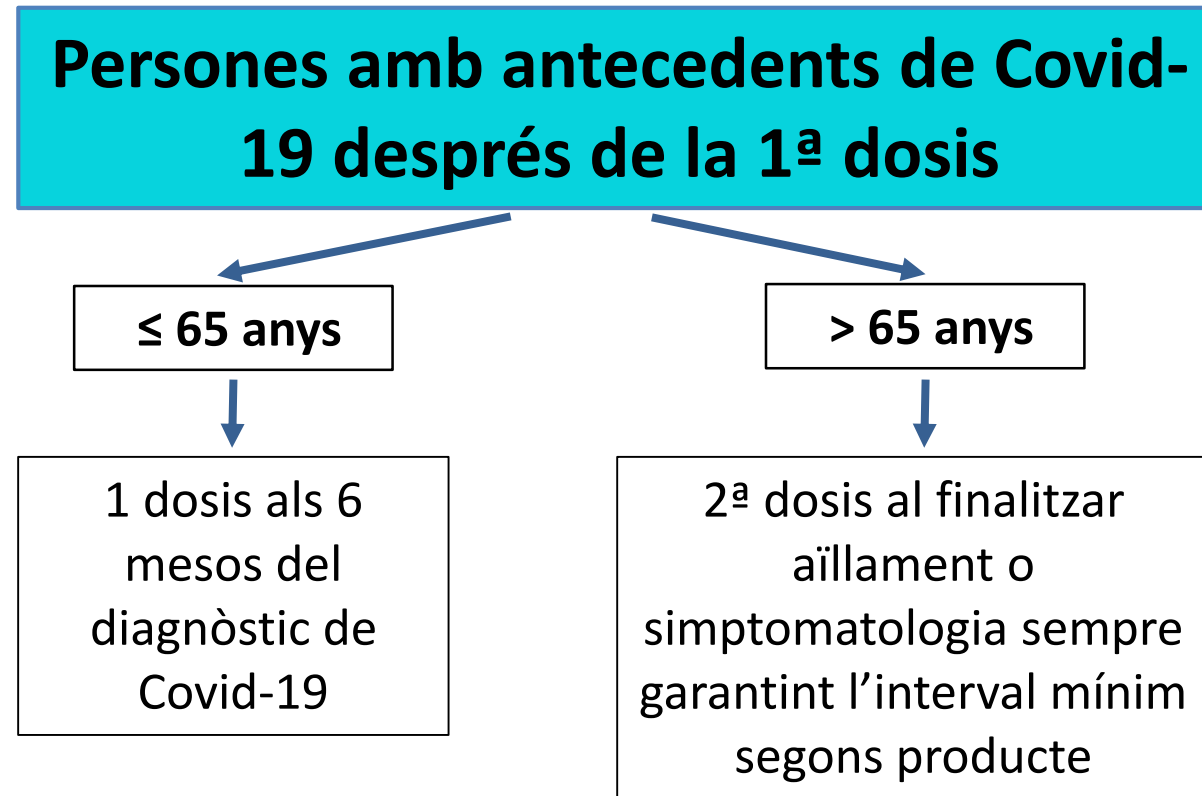 Persones amb antecedents de Covid-
19 després de la 1ª dosis
≤ 65 anys
> 65 anys
1 dosis als 6
mesos del
diagnòstic de
Covid-19
2ª dosis al finalitzar
aïllament o
simptomatologia sempre
garantint l’interval mínim
segons producte